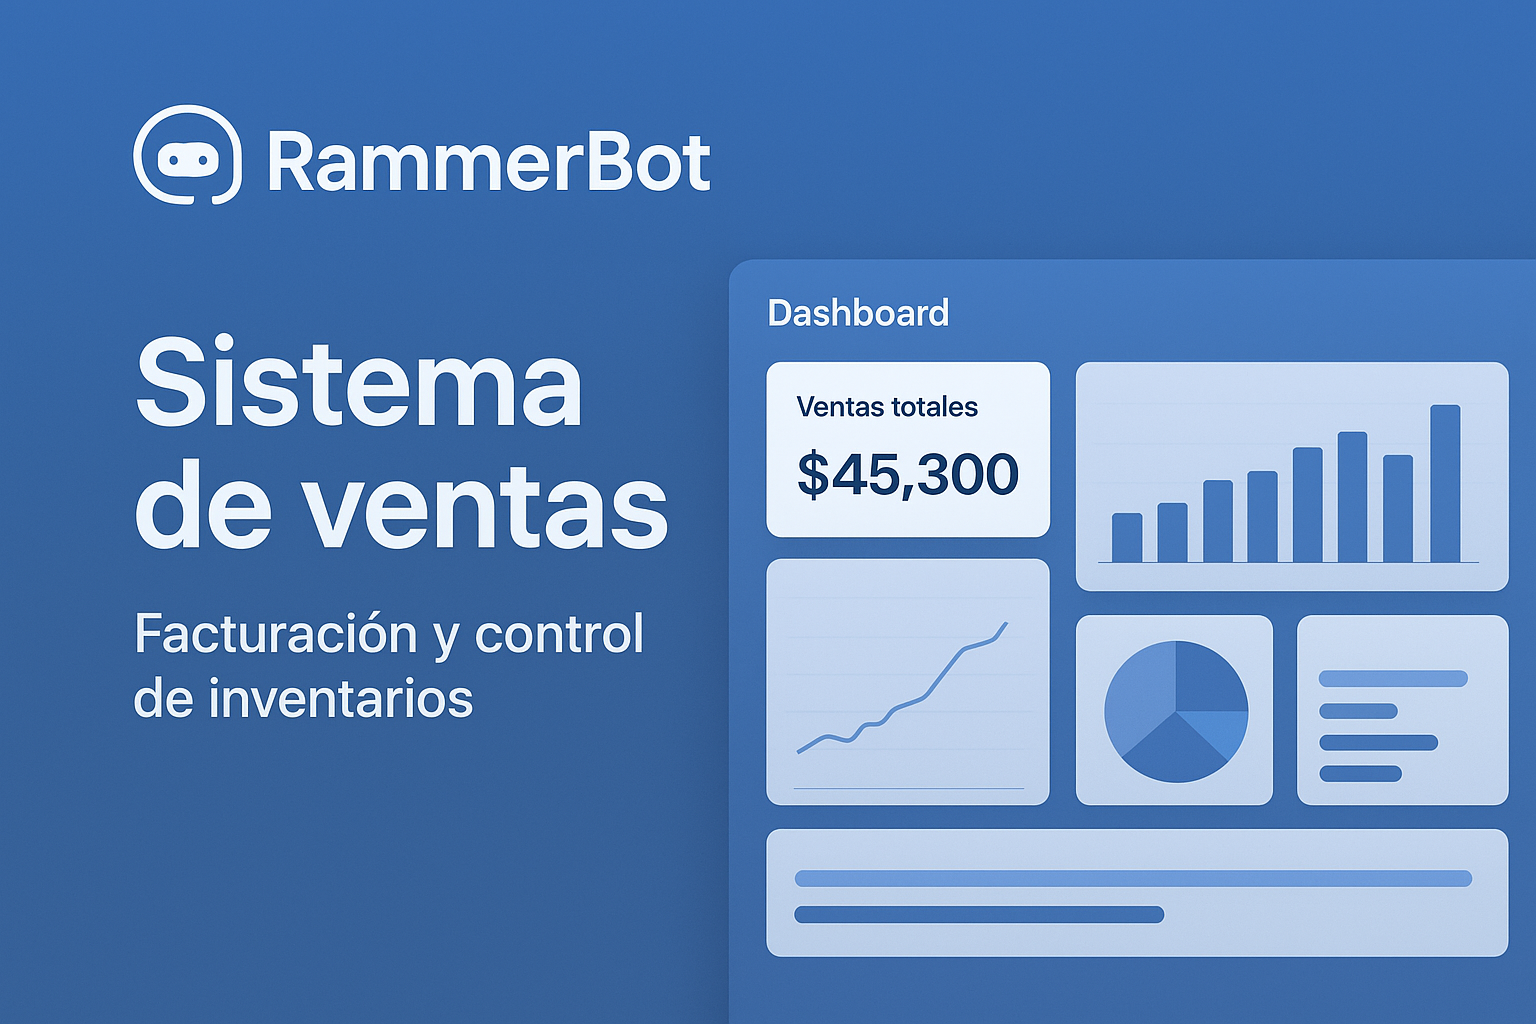 RammerBot
Sistema
de ventas
Facturación y control
de inventarios
Dashboard
Ventas totales
$45,300